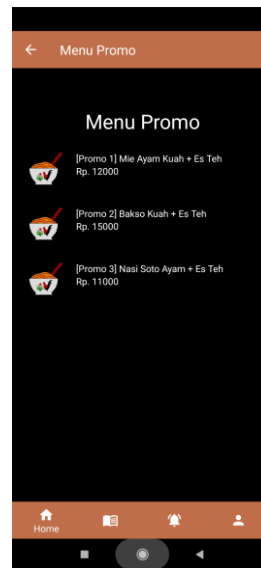 Menu Promo
Menu Promo
[Promo 1] Mie Ayam Kuah + Es Teh
Rp. 12000
[Promo 2] Bakso Kuah + Es Teh
Rp. 15000
[Promo 3] Nasi Soto Ayam + Es Teh
Rp. 11000
Home